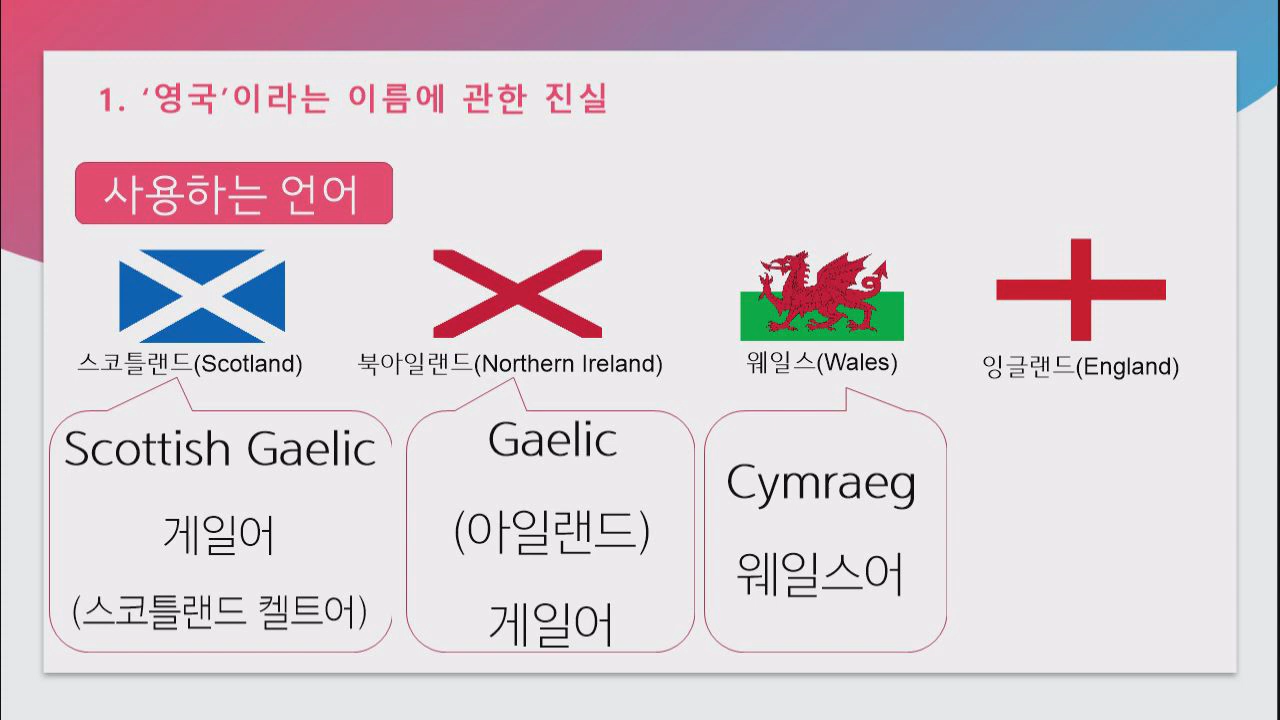 1. ‘영국’이라는 이름에 관한 진실
사용하는 언어
스코틀랜드(Scotland)
북아일랜드(Northern Ireland)
웨일스(Wales)
잉글랜드(England)
Scottish Gaelic
게일어
(스코틀랜드 켈트어)
Gaelic
(아일랜드)
게일어
Cymraeg
웨일스어